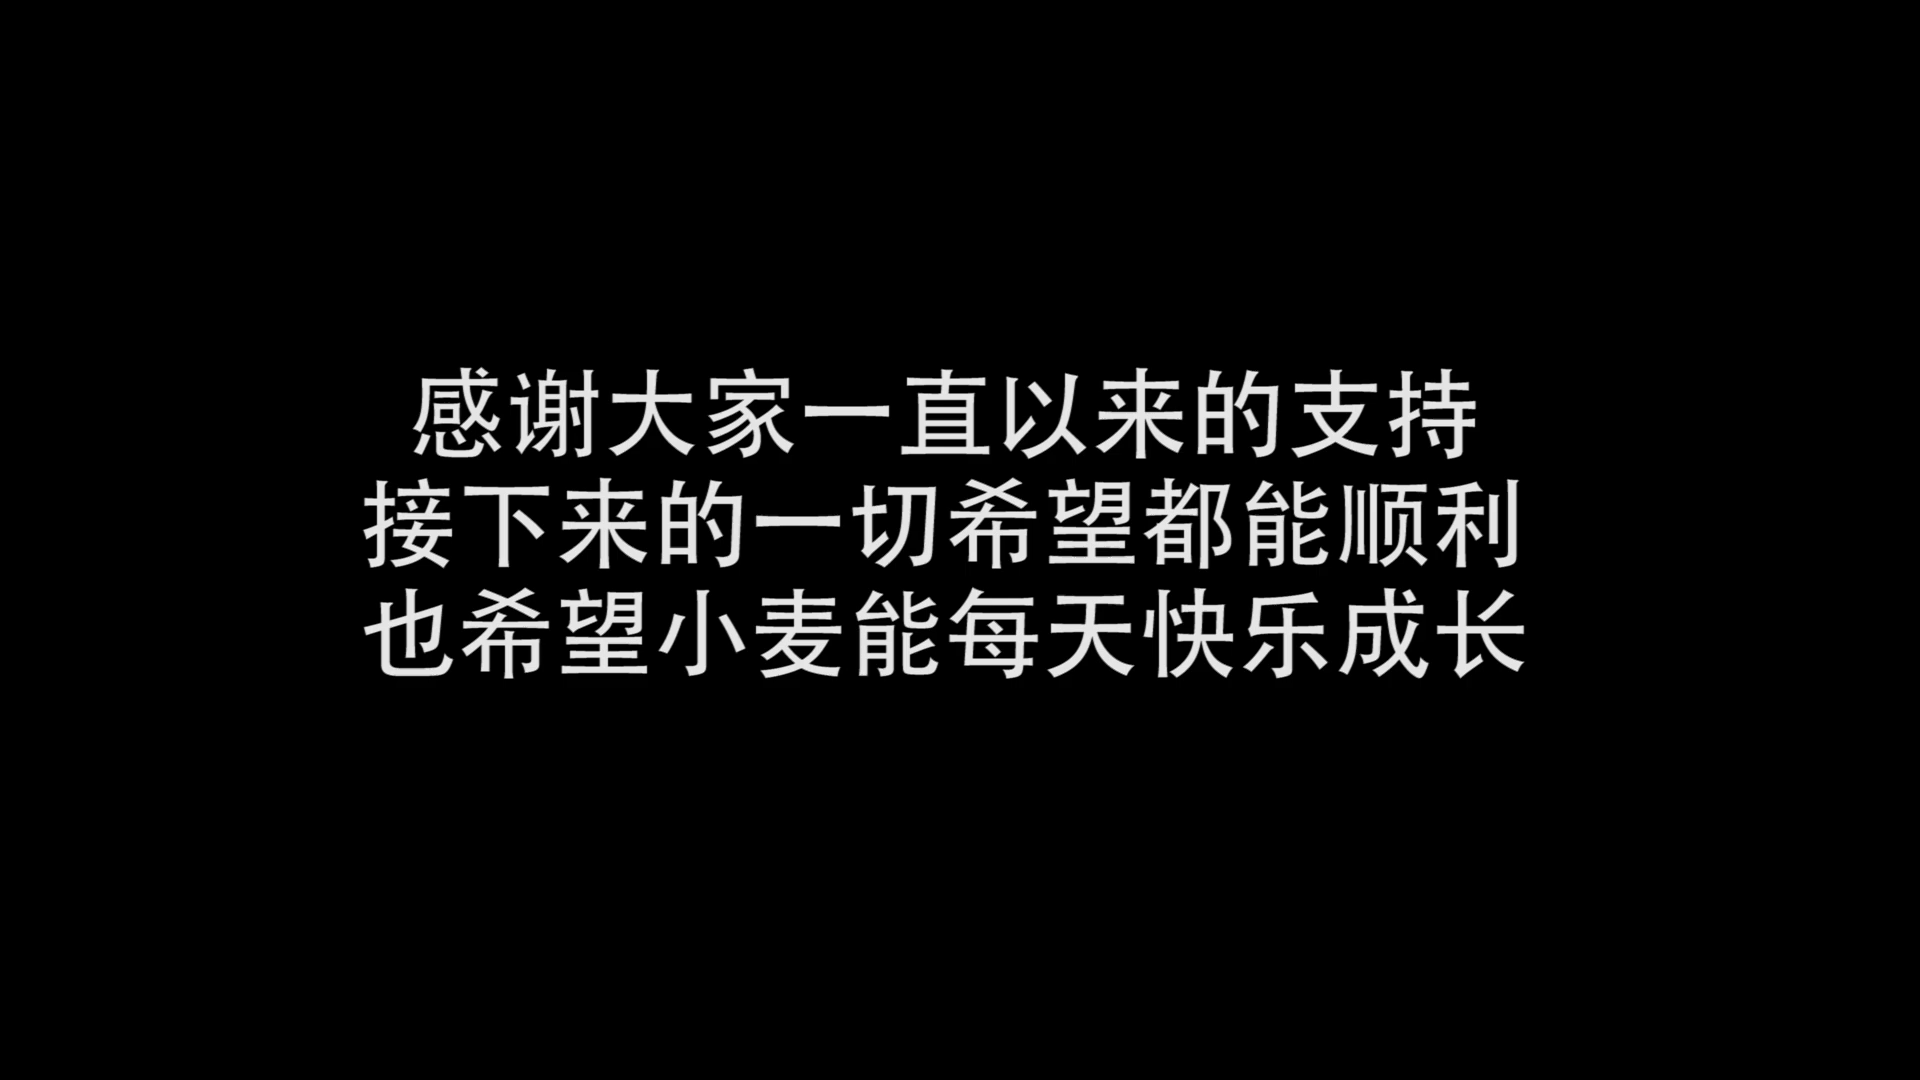 感谢大家一直以来的支持
接下来的一切希望都能顺利
也希望小麦能每天快乐成长